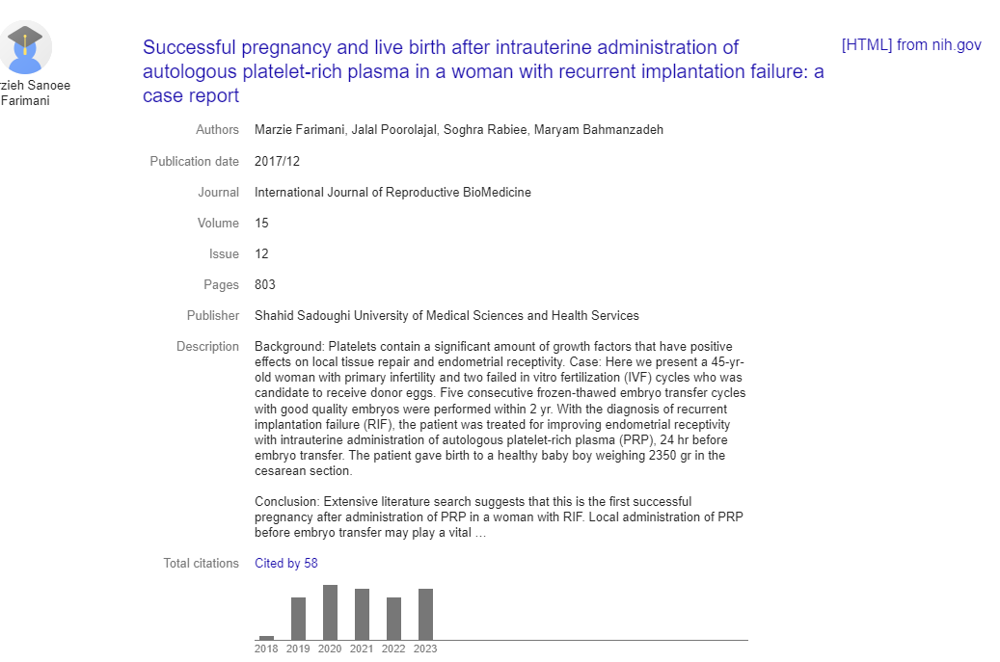 Successful pregnancy and live birth after intrauterine administration of
autologous platelet-rich plasma in a woman with recurrent implantation failure: a
case report
[HTML] from nih.gov
zieh Sanoee
Farimani
Authors Marzie Farimani, Jalal Poorolajal, Soghra Rabiee, Maryam Bahmanzadeh
Publication date 2017/12
Journal International Journal of Reproductive BioMedicine
Volume 15
Issue 12
Pages 803
Publisher Shahid Sadoughi University of Medical Sciences and Health Services
Description Background: Platelets contain a significant amount of growth factors that have positive
effects on local tissue repair and endometrial receptivity. Case: Here we present a 45-yr-
old woman with primary infertility and two failed in vitro fertilization (IVF) cycles who was
candidate to receive donor eggs. Five consecutive frozen-thawed embryo transfer cycles
with good quality embryos were performed within 2 yr. With the diagnosis of recurrent
implantation failure (RIF), the patient was treated for improving endometrial receptivity
with intrauterine administration of autologous platelet-rich plasma (PRP), 24 hr before
embryo transfer. The patient gave birth to a healthy baby boy weighing 2350 gr in the
cesarean section.
Conclusion: Extensive literature search suggests that this is the first successful
pregnancy after administration of PRP in a woman with RIF. Local administration of PRP
before embryo transfer may play a vital …
Total citations Cited by 58
2018 2019 2020 2021 2022 2023